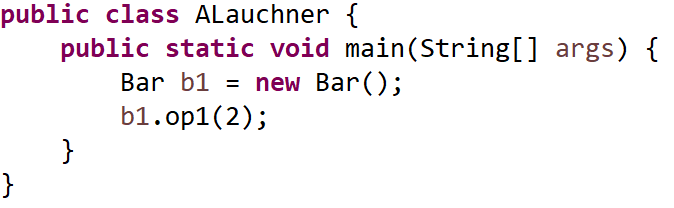 public class ALauchner {
    public static void main(String[] args) {
        Bar b1 = new Bar();
        b1.op1(2);
    }
}